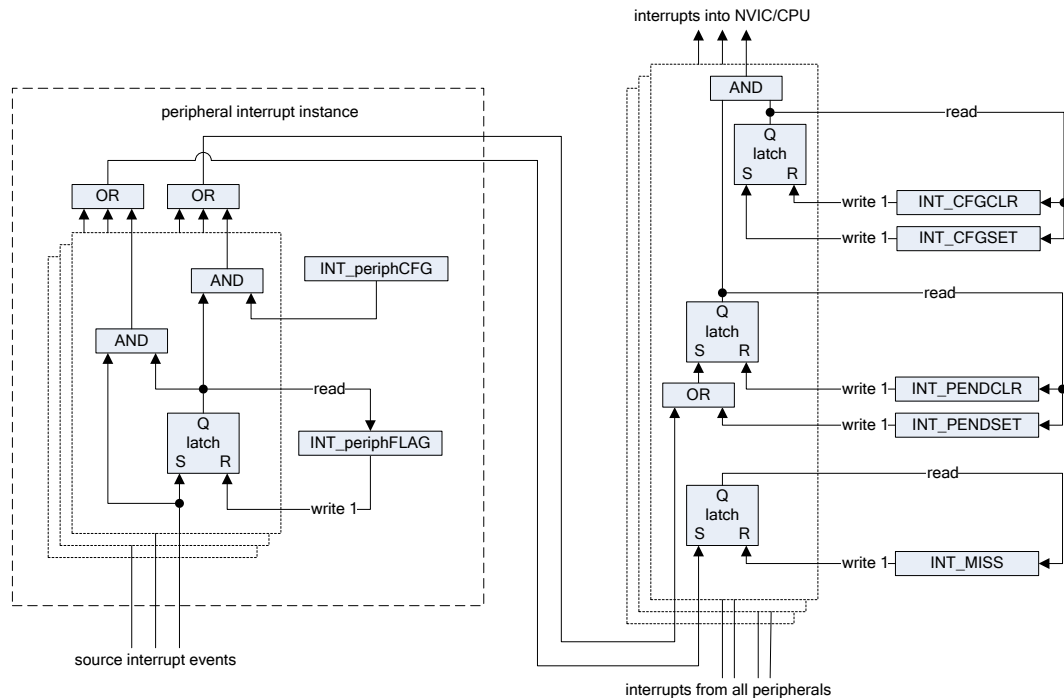 interrupts into NVIC/CPU
peripheral interrupt instance
OR
OR
AND
INT_periphCFG
AND
read
Q
latch
S R
INT_periphFLAG
write 1
source interrupt events
AND
read
Q
latch
S R
write 1
INT_CFGCLR
write 1
INT_CFGSET
read
Q
latch
S R
OR
write 1
INT_PENDCLR
write 1
INT_PENDSET
read
Q
latch
S R
write 1
INT_MISS
interrupts from all peripherals